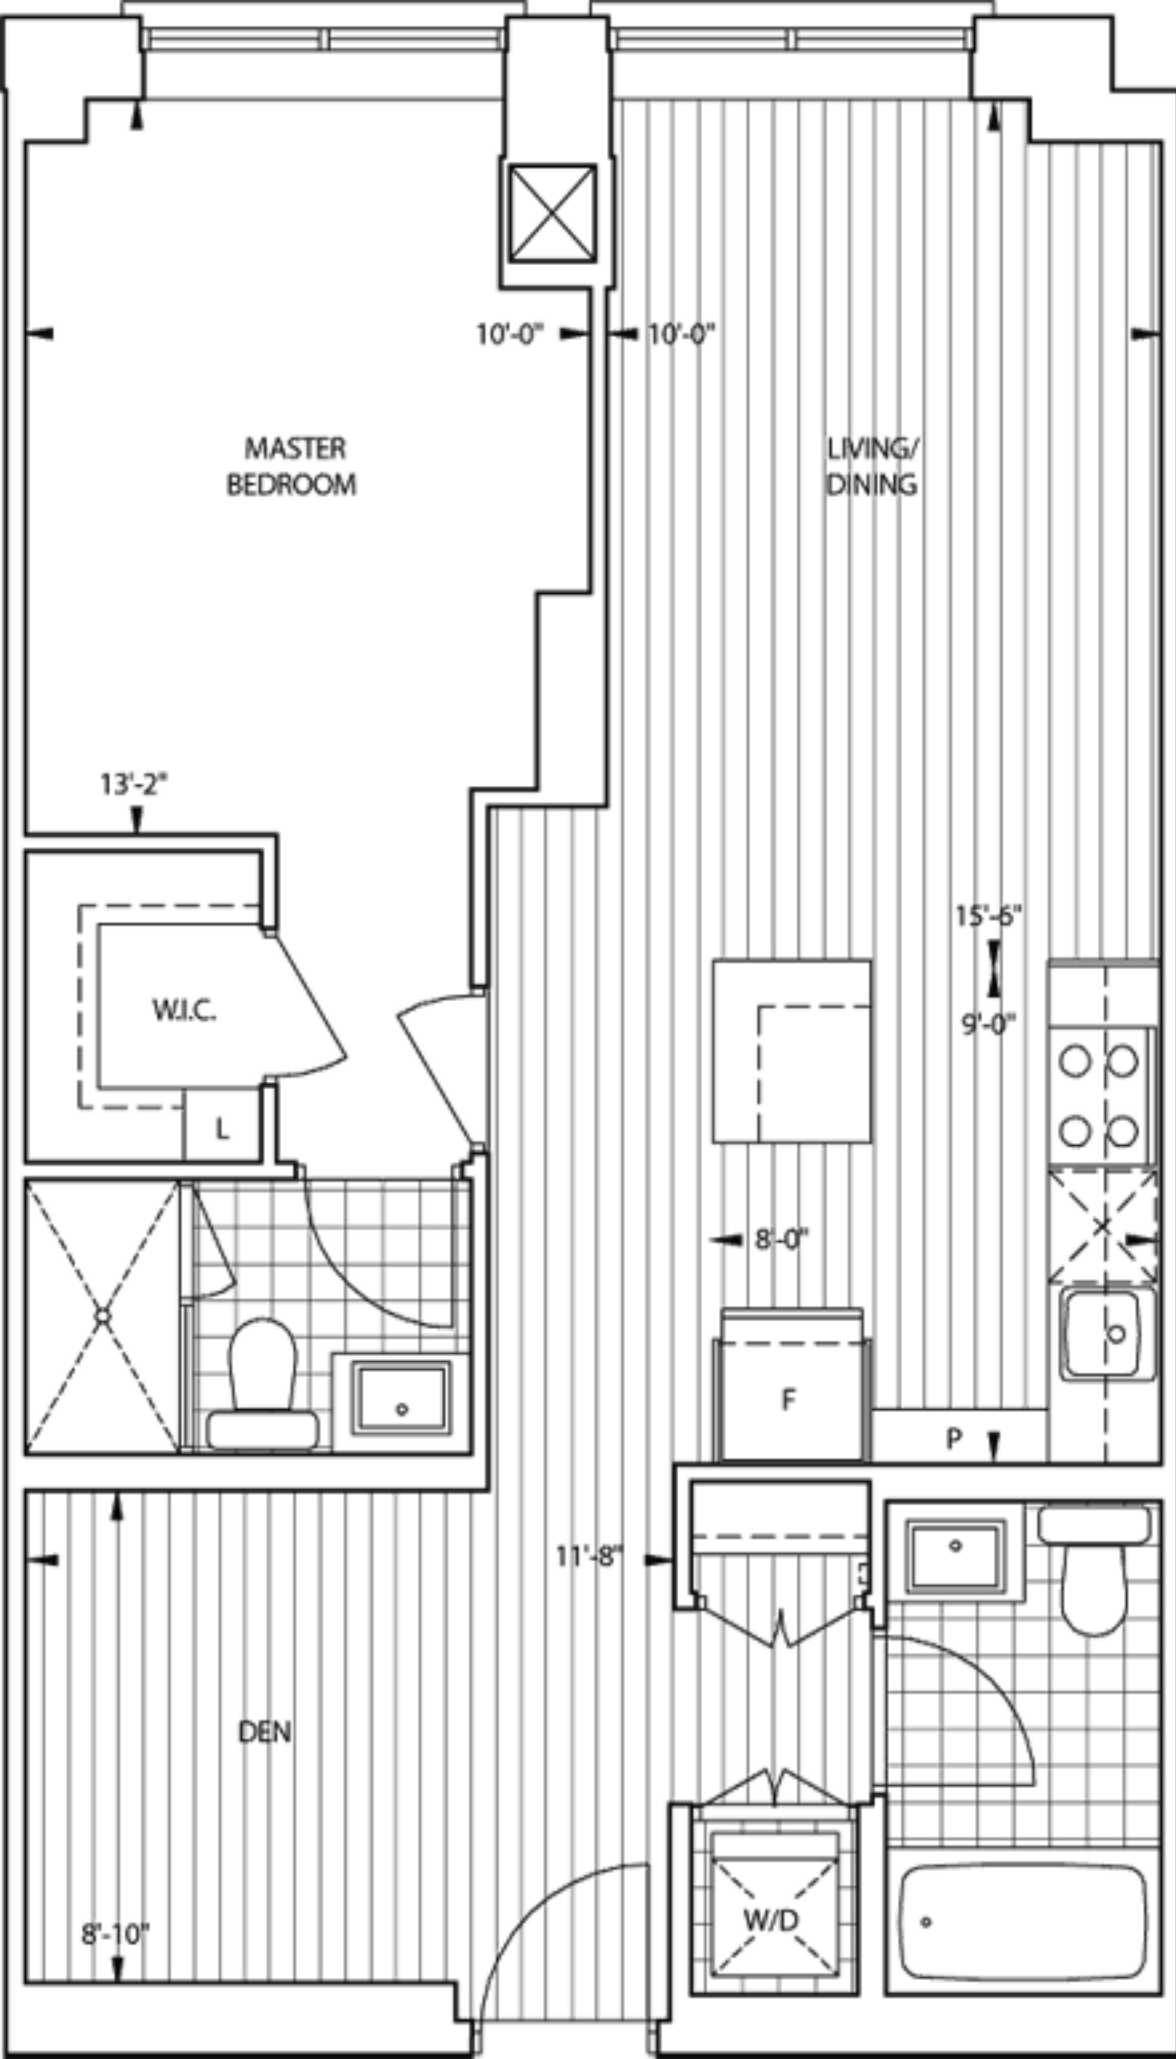 10'-0"
10'-0"
MASTER
BEDROOM
LIVING/
DINING
13'-2"
15'-6"
W.I.C.
9'-0"
L
8'-0"
F
P
11'-8"
DEN
W/D
8'-10"